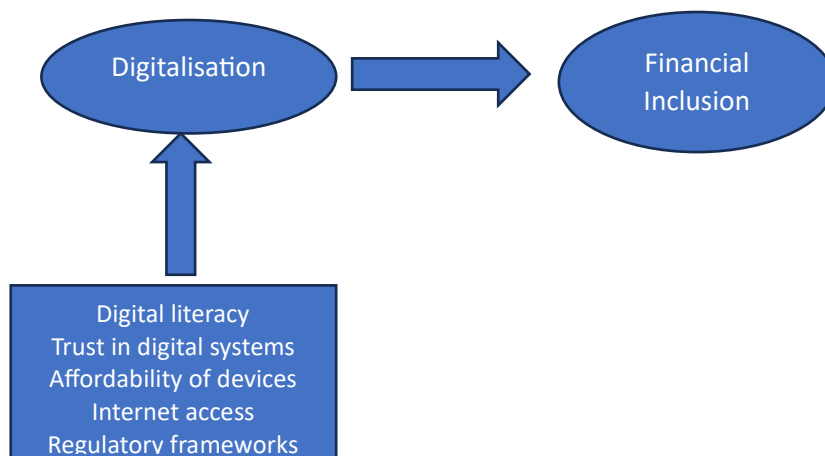 Digitalisation
Financial
Inclusion
Digital literacy
Trust in digital systems
Affordability of devices
Internet access
Regulatory frameworks